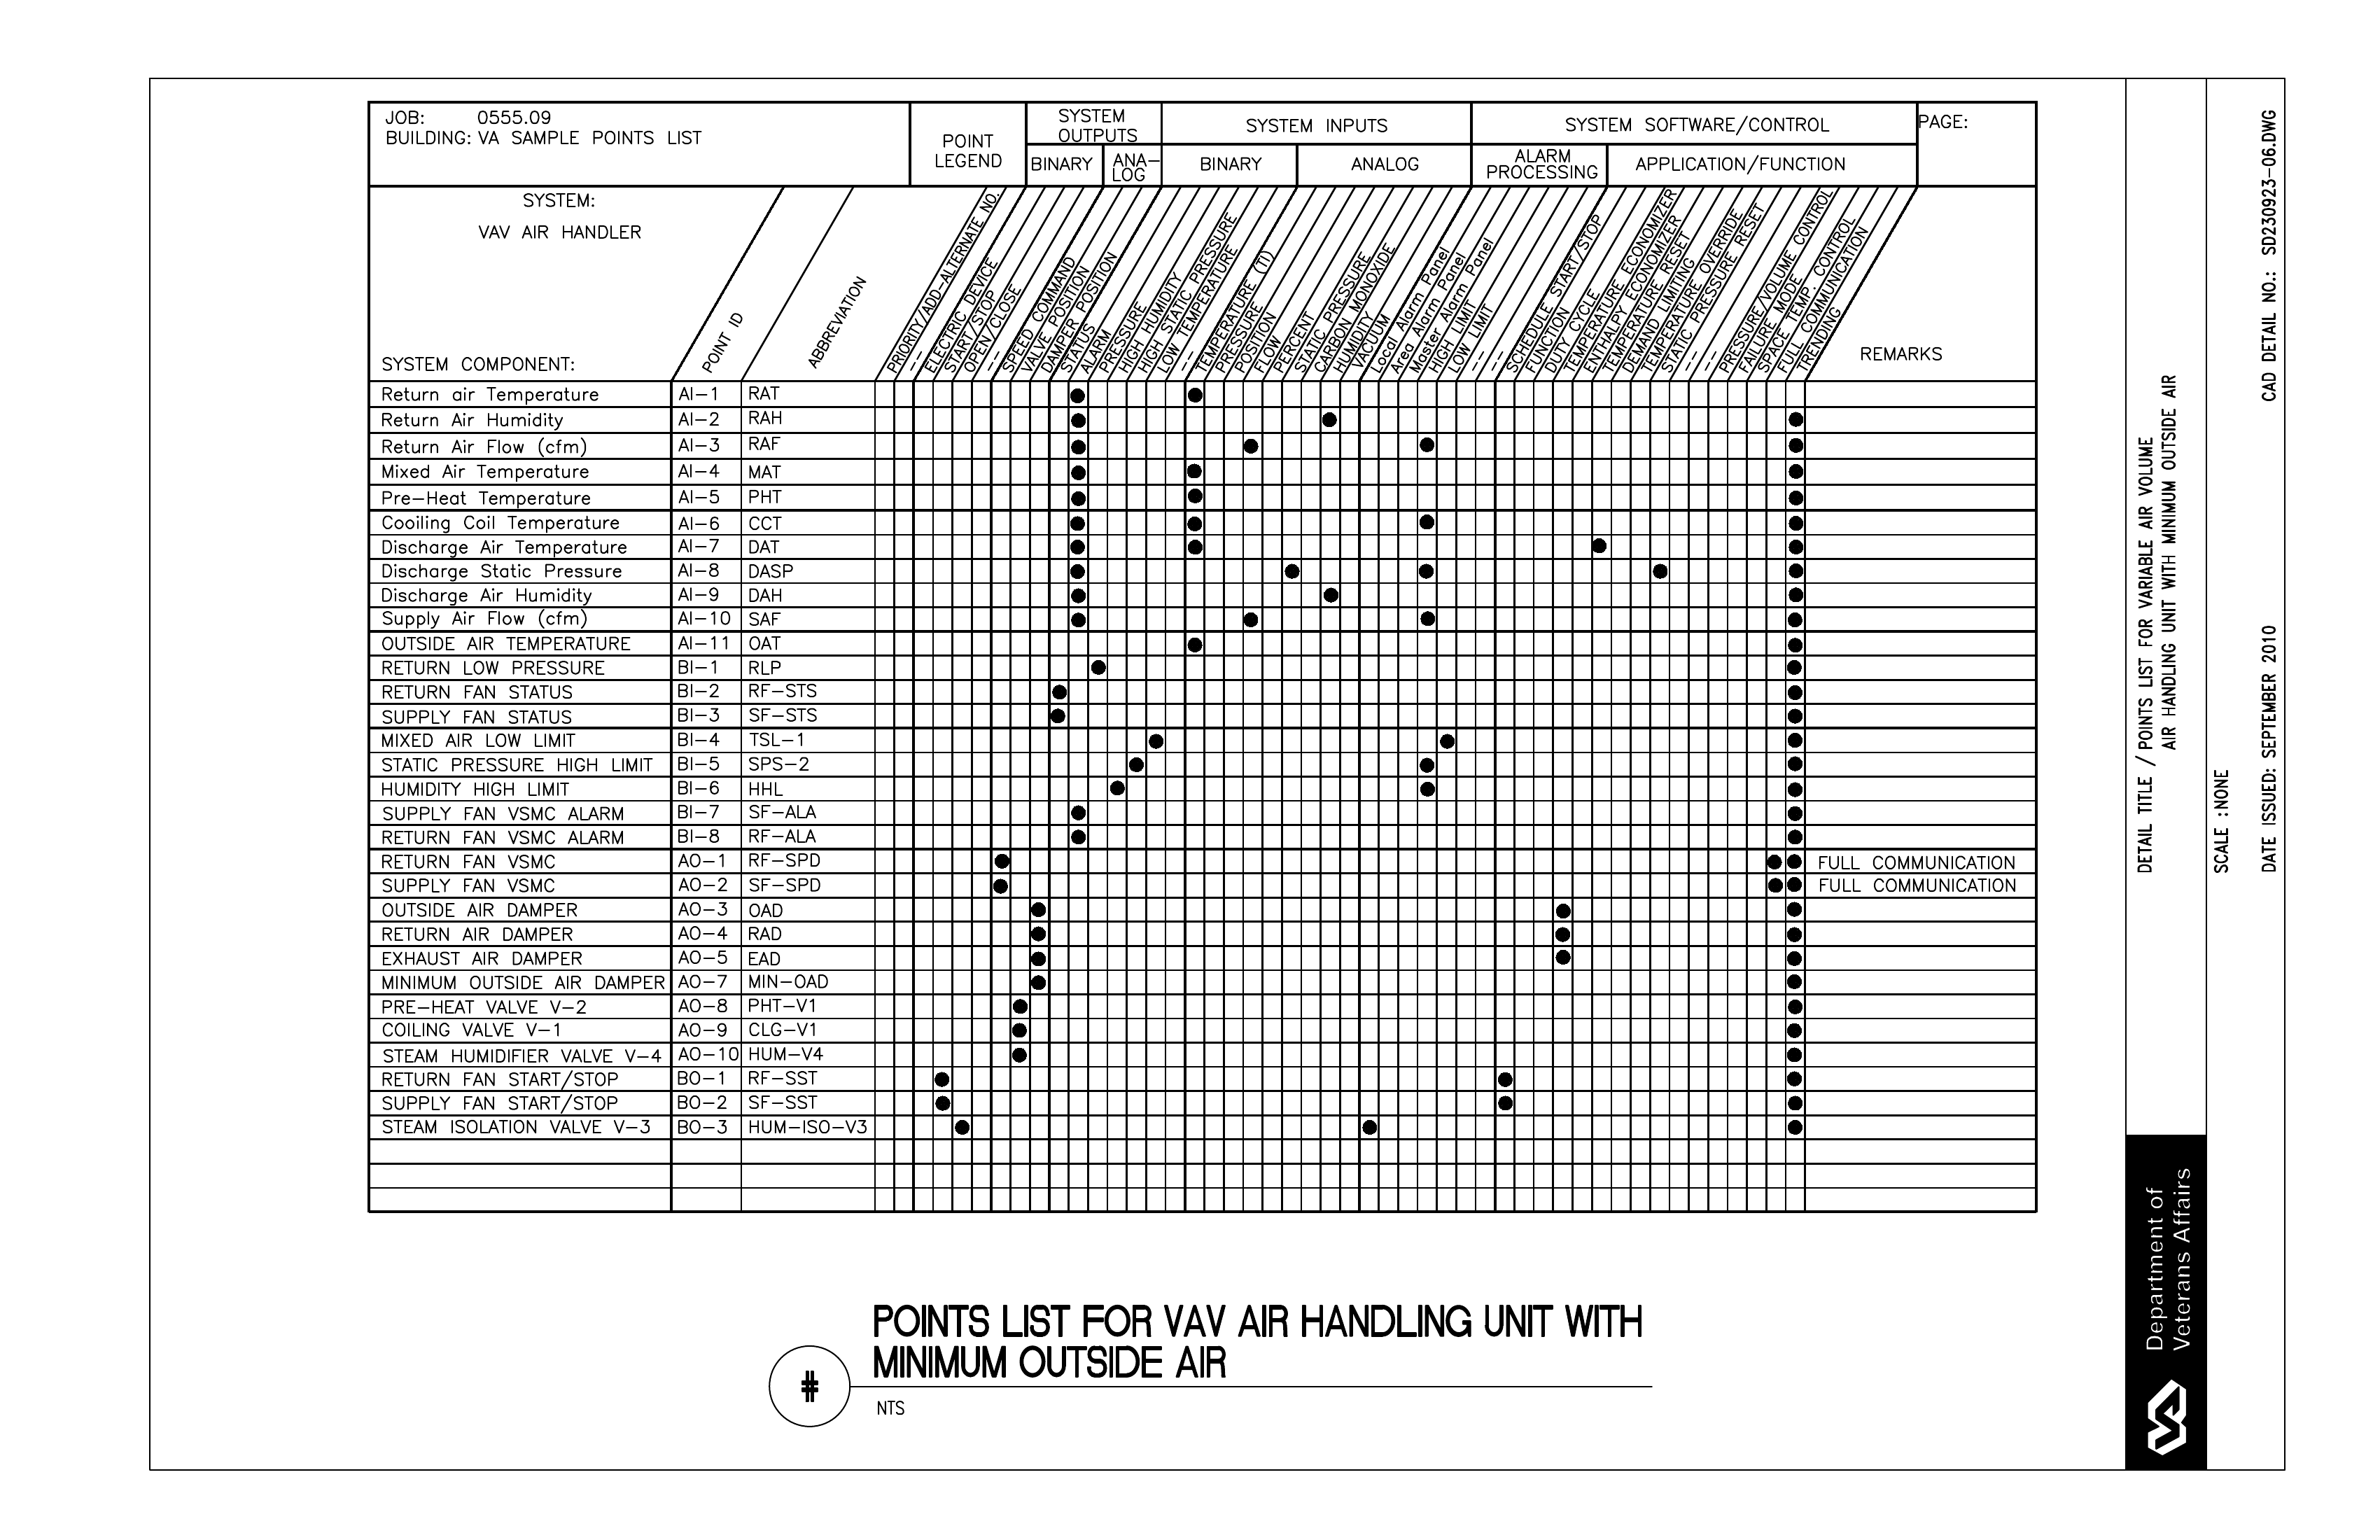 JOB: 0555.09
BUILDING: VA SAMPLE POINTS LIST
POINT
LEGEND
SYSTEM
OUTPUTS
SYSTEM INPUTS
SYSTEM SOFTWARE/CONTROL
PAGE:
BINARY
ANA-
LOG
BINARY
ANALOG
ALARM
PROCESSING
APPLICATION/FUNCTION
SYSTEM:
VAV AIR HANDLER
SYSTEM COMPONENT:
POINT ID
ABBREVIATION
PRIORITY/ADD-ALTERNATE NO.
--
ELECTRIC DEVICE
START/STOP
OPEN/CLOSE
--
SPEED COMMAND
VALVE POSITION
DAMPER POSITION
STATUS
ALARM
PRESSURE
HIGH HUMIDITY
HIGH STATIC PRESSURE
LOW TEMPERATURE
--
TEMPERATURE (TI)
PRESSURE
POSITION
FLOW
PERCENT
STATIC PRESSURE
CARBON MONOXIDE
HUMIDITY
VACUUM
Local Alarm Panel
Area Alarm Panel
Master Alarm Panel
HIGH LIMIT
LOW LIMIT
--
--
SCHEDULE START/STOP
FUNCTION
DUTY CYCLE
TEMPERATURE ECONOMIZER
ENTHALPY ECONOMIZER
TEMPERATURE RESET
DEMAND LIMITING
TEMPERATURE OVERRIDE
STATIC PRESSURE RESET
--
--
PRESSURE/VOLUME CONTROL
FAILURE MODE
SPACE TEMP. CONTROL
FULL COMMUNICATION
TRENDING
REMARKS
Return air Temperature AI-1 RAT
Return Air Humidity AI-2 RAH
Return Air Flow (cfm) AI-3 RAF
Mixed Air Temperature AI-4 MAT
Pre-Heat Temperature AI-5 PHT
Cooiling Coil Temperature AI-6 CCT
Discharge Air Temperature AI-7 DAT
Discharge Static Pressure AI-8 DASP
Discharge Air Humidity AI-9 DAH
Supply Air Flow (cfm) AI-10 SAF
OUTSIDE AIR TEMPERATURE AI-11 OAT
RETURN LOW PRESSURE BI-1 RLP
RETURN FAN STATUS BI-2 RF-STS
SUPPLY FAN STATUS BI-3 SF-STS
MIXED AIR LOW LIMIT BI-4 TSL-1
STATIC PRESSURE HIGH LIMIT BI-5 SPS-2
HUMIDITY HIGH LIMIT BI-6 HHL
SUPPLY FAN VSMC ALARM BI-7 SF-ALA
RETURN FAN VSMC ALARM BI-8 RF-ALA
RETURN FAN VSMC AO-1 RF-SPD FULL COMMUNICATION
SUPPLY FAN VSMC AO-2 SF-SPD FULL COMMUNICATION
OUTSIDE AIR DAMPER AO-3 OAD
RETURN AIR DAMPER AO-4 RAD
EXHAUST AIR DAMPER AO-5 EAD
MINIMUM OUTSIDE AIR DAMPER AO-7 MIN-OAD
PRE-HEAT VALVE V-2 AO-8 PHT-V1
COILING VALVE V-1 AO-9 CLG-V1
STEAM HUMIDIFIER VALVE V-4 AO-10 HUM-V4
RETURN FAN START/STOP BO-1 RF-SST
SUPPLY FAN START/STOP BO-2 SF-SST
STEAM ISOLATION VALVE V-3 BO-3 HUM-ISO-V3
POINTS LIST FOR VAV AIR HANDLING UNIT WITH
MINIMUM OUTSIDE AIR
#
NTS
DETAIL TITLE / POINTS LIST FOR VARIABLE AIR VOLUME
AIR HANDLING UNIT WITH MINIMUM OUTSIDE AIR
SCALE :NONE
DATE ISSUED: SEPTEMBER 2010
CAD DETAIL NO.: SD230923-06.DWG
Department of
Veterans Affairs